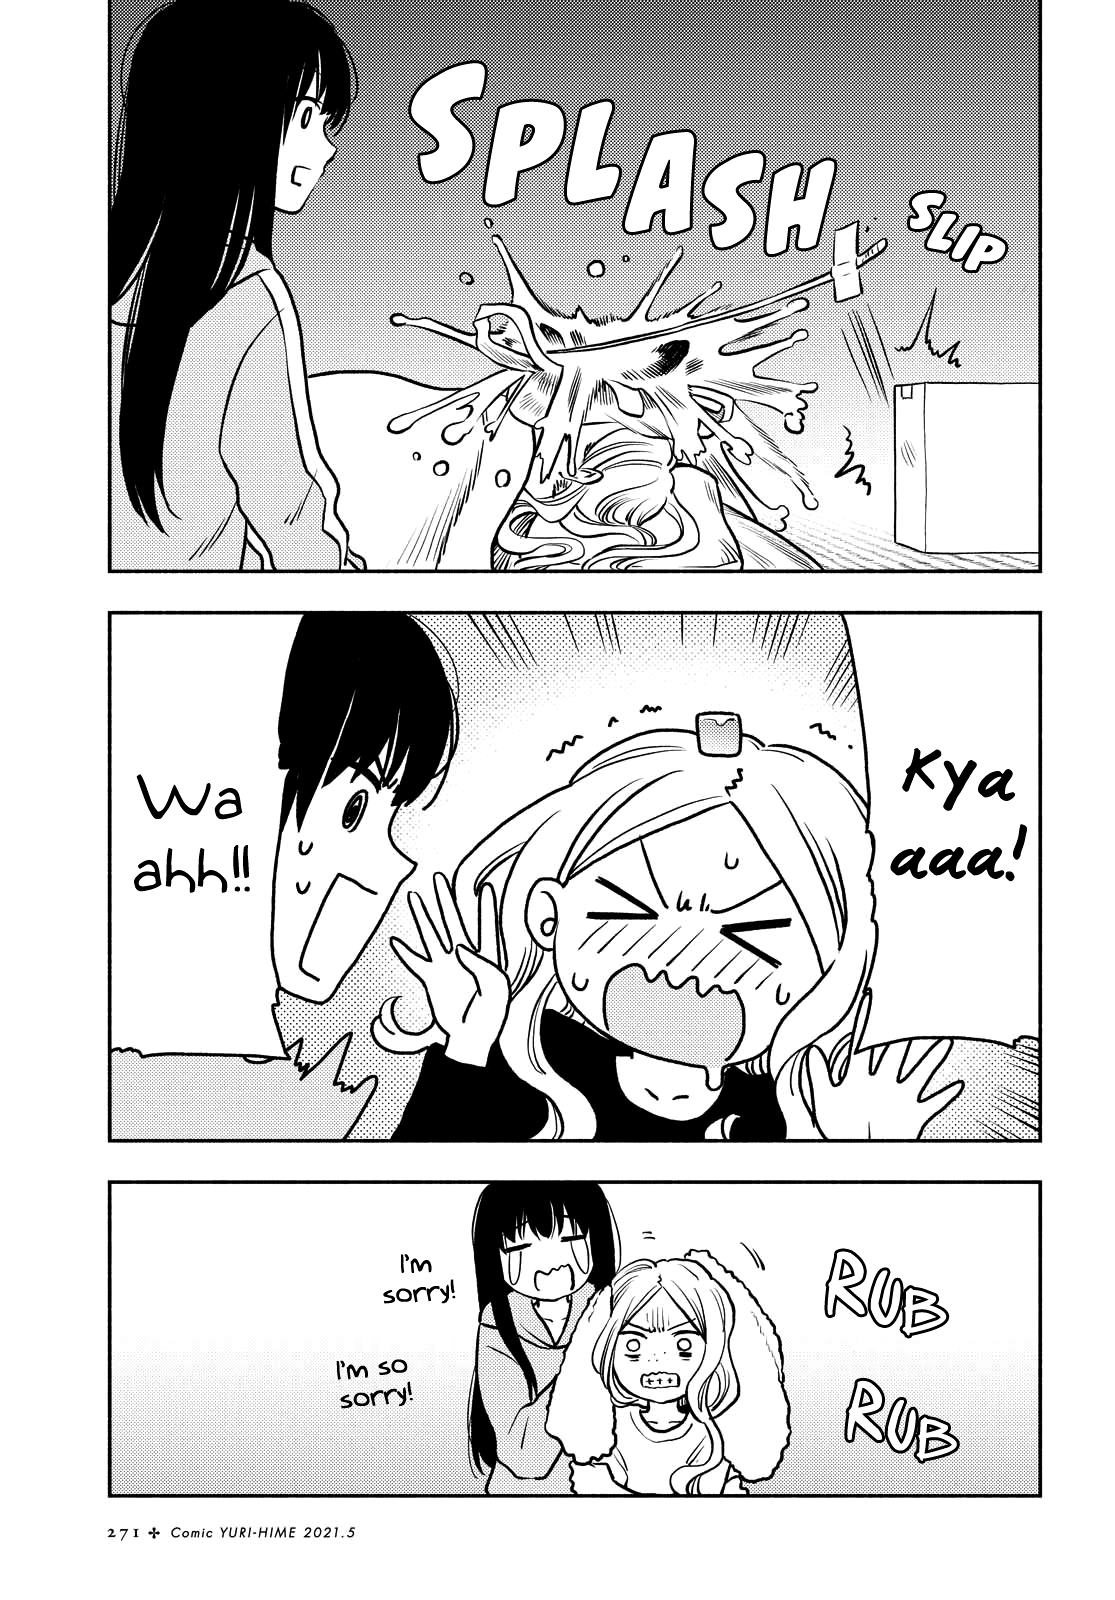 SPLASH
SLIP
Kya
aaa!
Wa
ahh!!
I'm
sorry!
I'm so
sorry!
RUB
RUB
271 ✢ Comic YURI-HIME 2021.5